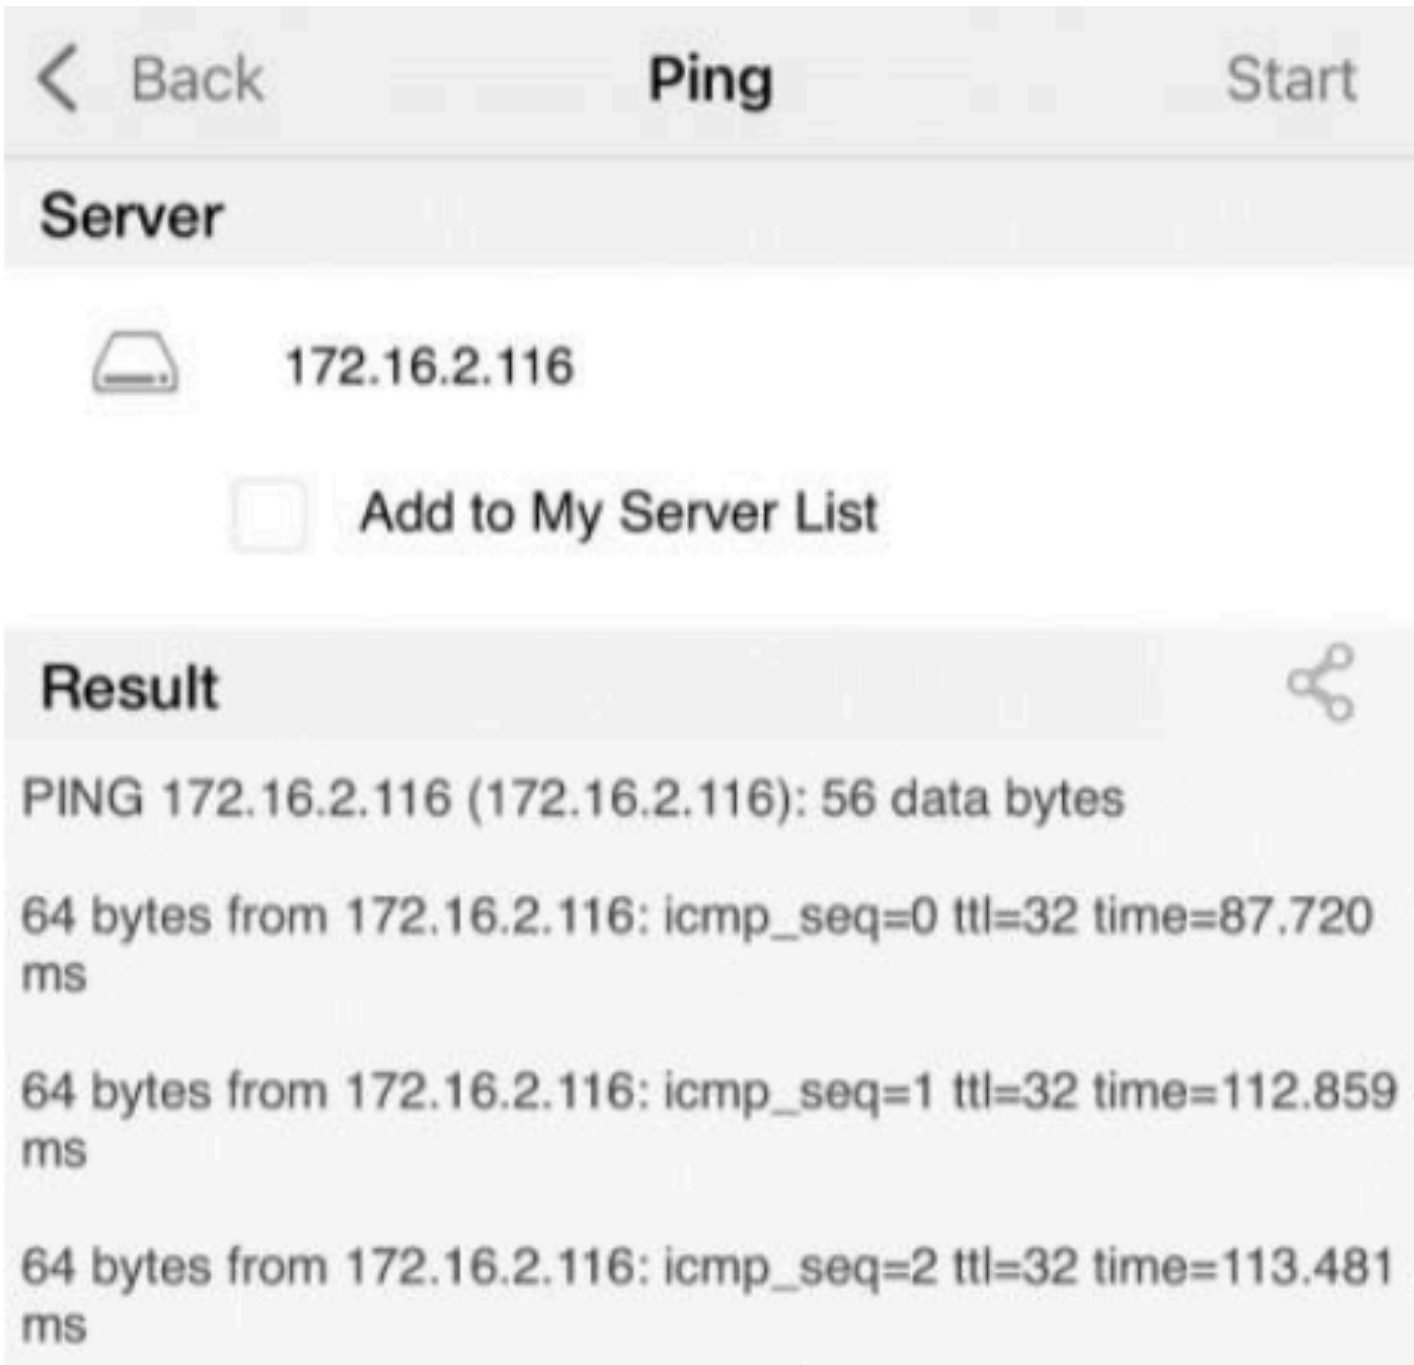 Back Ping Start
Server
172.16.2.116
Add to My Server List
Result
PING 172.16.2.116 (172.16.2.116): 56 data bytes
64 bytes from 172.16.2.116: icmp_seq=0 ttl=32 time=87.720
ms
64 bytes from 172.16.2.116: icmp_seq=1 ttl=32 time=112.859
ms
64 bytes from 172.16.2.116: icmp_seq=2 ttl=32 time=113.481
ms